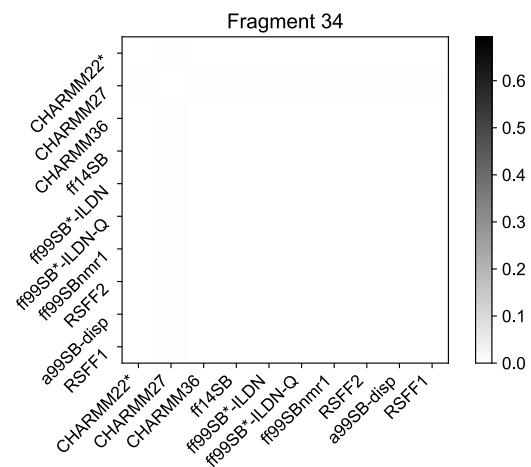 Fragment 34
CHARMM22*
CHARMM27
CHARMM36
ff14SB
ff99SB*-ILDN
ff99SB*-ILDN-Q
ff99SBnmr1
RSFF2
a99SB-disp
RSFF1
CHARMM22*
CHARMM27
CHARMM36
ff14SB
ff99SB*-ILDN
ff99SB*-ILDN-Q
ff99SBnmr1
RSFF2
a99SB-disp
RSFF1
0.6
0.5
0.4
0.3
0.2
0.1
0.0